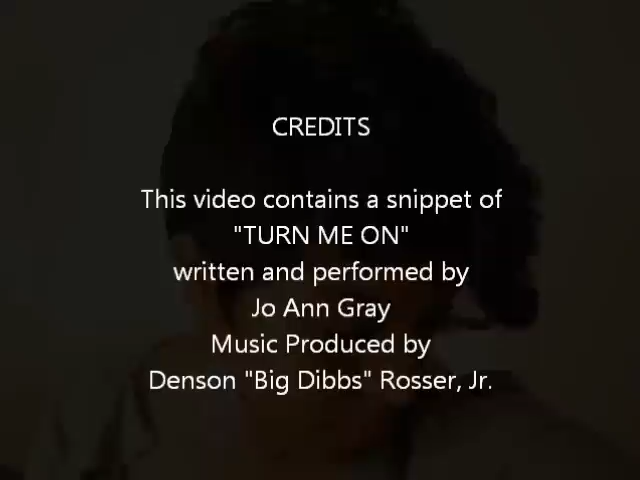 CREDITS
This video contains a snippet of
"TURN ME ON"
written and performed by
Jo Ann Gray
Music Produced by
Denson "Big Dibbs" Rosser, Jr.